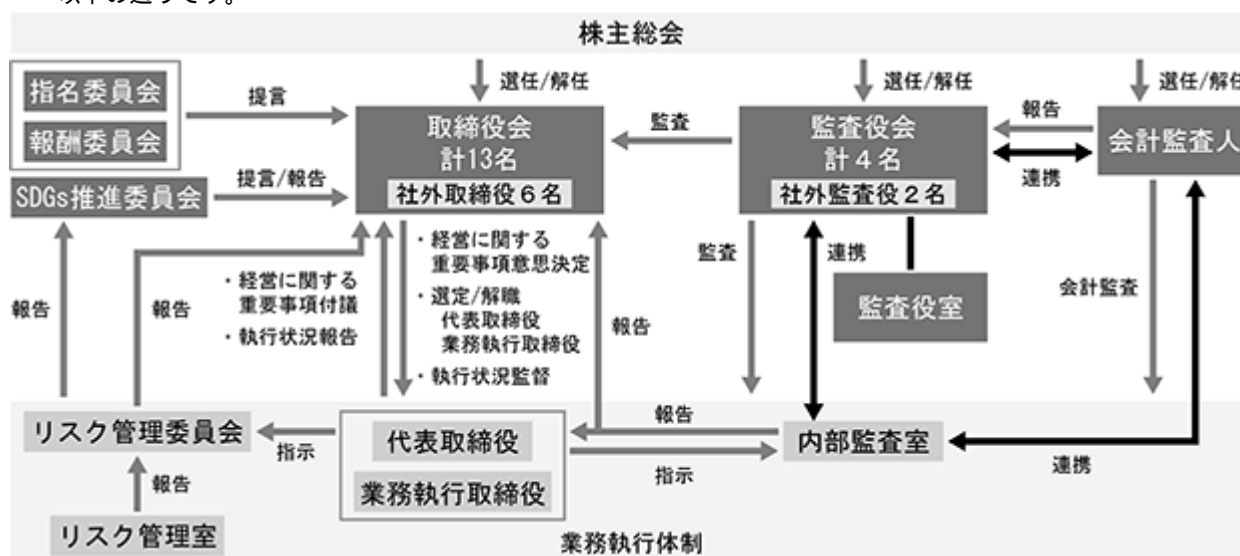 以下の通りです。
株主総会
指名委員会
報酬委員会
提言
選任/解任
選任/解任
選任/解任
取締役会
計13名
社外取締役6名
監査
監査役会
計4名
社外監査役2名
報告
連携
会計監査人
SDGs推進委員会
提言/報告
報告
報告
・経営に関する
重要事項付議
・執行状況報告
・経営に関する
重要事項意思決定
・選定/解職
代表取締役
業務執行取締役
・執行状況監督
報告
監査
連携
監査役室
会計監査
リスク管理委員会
指示
代表取締役
業務執行取締役
報告
指示
内部監査室
連携
報告
リスク管理室
業務執行体制